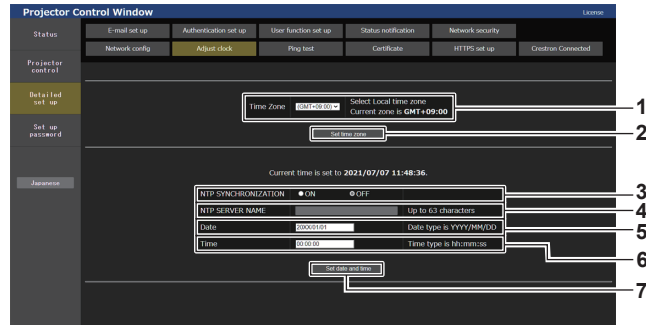 Projector Control Window
License
Status
E-mail set up
Authentication set up
User function set up
Status notification
Network security
Network config
Adjust clock
Ping test
Certificate
HTTPS set up
Crestron Connected
Projector
control
Detailed
set up
Set up
password
Japanese
Time Zone
(GMT+09:00)
Select Local time zone
Current zone is GMT+09:00
1
Set time zone
2
Current time is set to 2021/07/07 11:48:36.
NTP SYNCHRONIZATION
ON
OFF
3
NTP SERVER NAME
Up to 63 characters
4
Date
20XX/01/01
Date type is YYYY/MM/DD
5
Time
00:00:00
Time type is hh:mm:ss
6
Set date and time
7